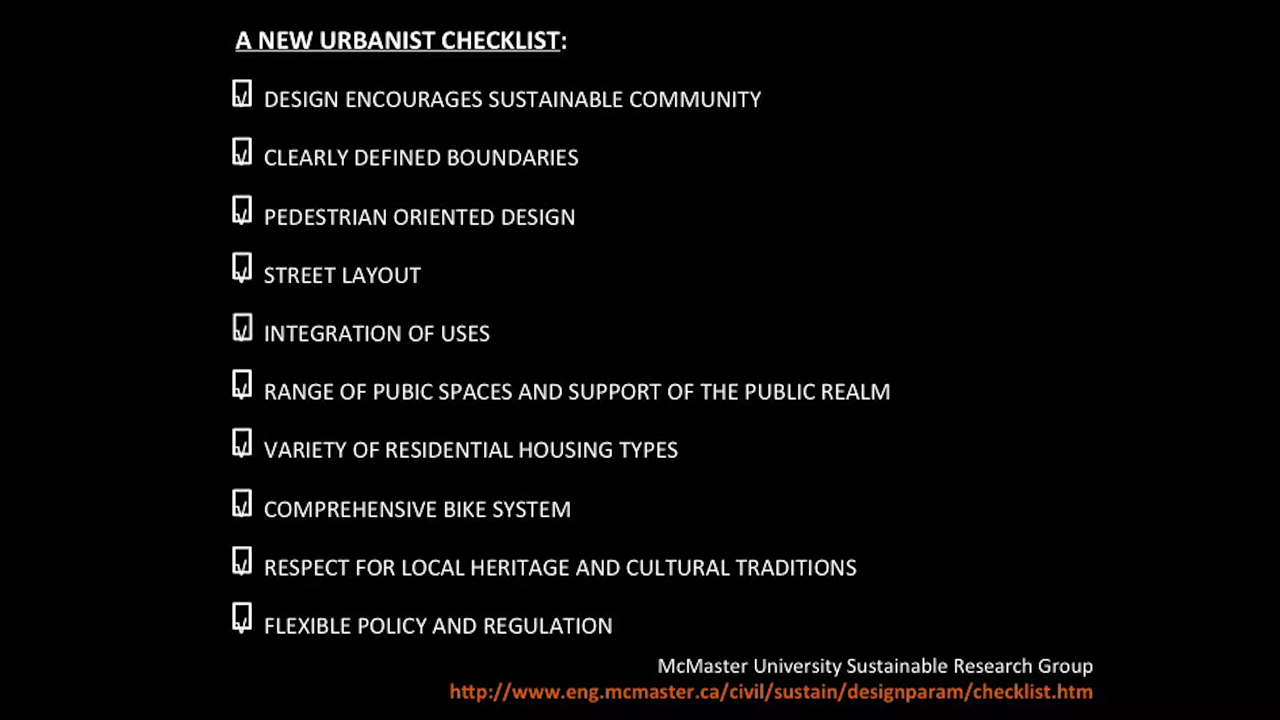 A NEW URBANIST CHECKLIST:
√ DESIGN ENCOURAGES SUSTAINABLE COMMUNITY
√ CLEARLY DEFINED BOUNDARIES
√ PEDESTRIAN ORIENTED DESIGN
√ STREET LAYOUT
√ INTEGRATION OF USES
√ RANGE OF PUBIC SPACES AND SUPPORT OF THE PUBLIC REALM
√ VARIETY OF RESIDENTIAL HOUSING TYPES
√ COMPREHENSIVE BIKE SYSTEM
√ RESPECT FOR LOCAL HERITAGE AND CULTURAL TRADITIONS
√ FLEXIBLE POLICY AND REGULATION
McMaster University Sustainable Research Group
http://www.eng.mcmaster.ca/civil/sustain/designparam/checklist.htm